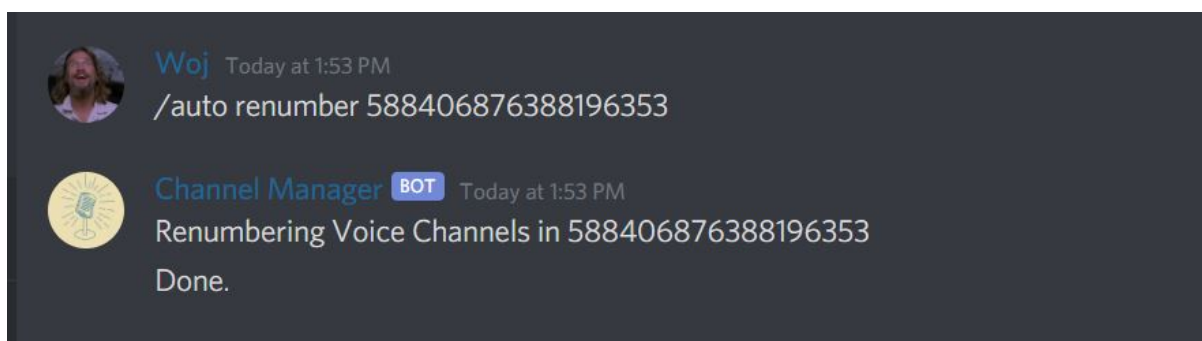 Woj Today at 1:53 PM
/auto renumber 588406876388196353
Channel Manager BOT Today at 1:53 PM
Renumbering Voice Channels in 588406876388196353
Done.